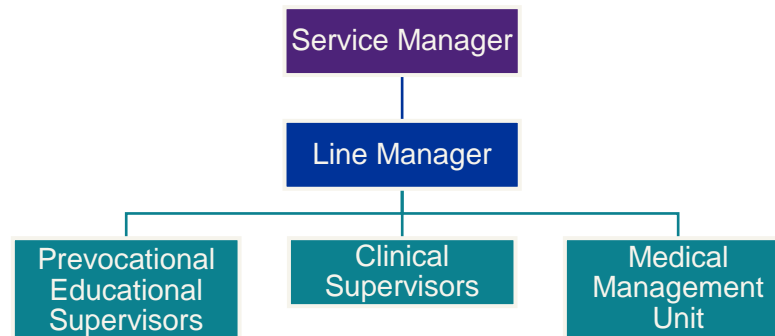 Service Manager
Line Manager
Prevocational
Educational
Supervisors
Clinical
Supervisors
Medical
Management
Unit